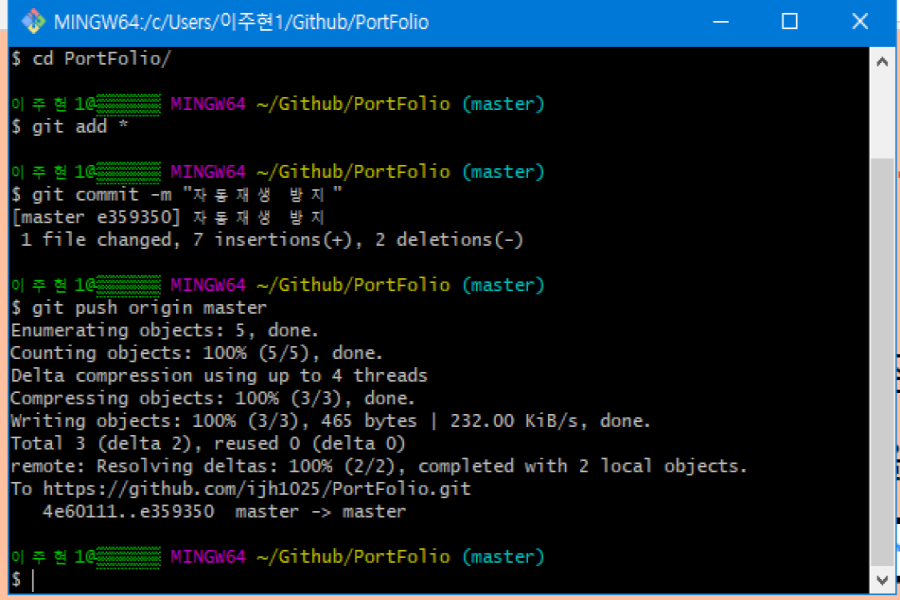 MINGW64:/c/Users/이주현1/Github/PortFolio
$ cd PortFolio/
이주현1@▒▒▒▒▒▒ MINGW64 ~/Github/PortFolio (master)
$ git add *
이주현1@▒▒▒▒▒▒ MINGW64 ~/Github/PortFolio (master)
$ git commit -m "자동재생 방지"
[master e359350] 자동재생 방지
1 file changed, 7 insertions(+), 2 deletions(-)
이주현1@▒▒▒▒▒▒ MINGW64 ~/Github/PortFolio (master)
$ git push origin master
Enumerating objects: 5, done.
Counting objects: 100% (5/5), done.
Delta compression using up to 4 threads
Compressing objects: 100% (3/3), done.
Writing objects: 100% (3/3), 465 bytes | 232.00 KiB/s, done.
Total 3 (delta 2), reused 0 (delta 0)
remote: Resolving deltas: 100% (2/2), completed with 2 local objects.
To https://github.com/ijh1025/PortFolio.git
4e60111..e359350  master -> master
이주현1@▒▒▒▒▒▒ MINGW64 ~/Github/PortFolio (master)
$